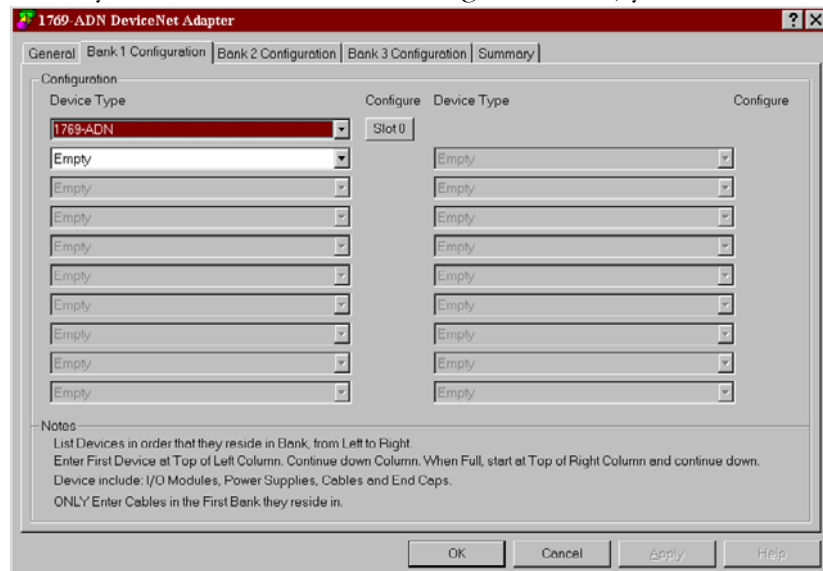 1769-ADN DeviceNet Adapter
General Bank 1 Configuration Bank 2 Configuration Bank 3 Configuration Summary
Configuration
Device Type Configure Device Type Configure
1769-ADN Slot 0
Empty Empty
Empty Empty
Empty Empty
Empty Empty
Empty Empty
Empty Empty
Empty Empty
Empty Empty
Empty Empty
Notes
List Devices in order that they reside in Bank, from Left to Right.
Enter First Device at Top of Left Column. Continue down Column. When Full, start at Top of Right Column and continue down.
Device include: I/O Modules, Power Supplies, Cables and End Caps.
ONLY Enter Cables in the First Bank they reside in.
OK Cancel Apply Help